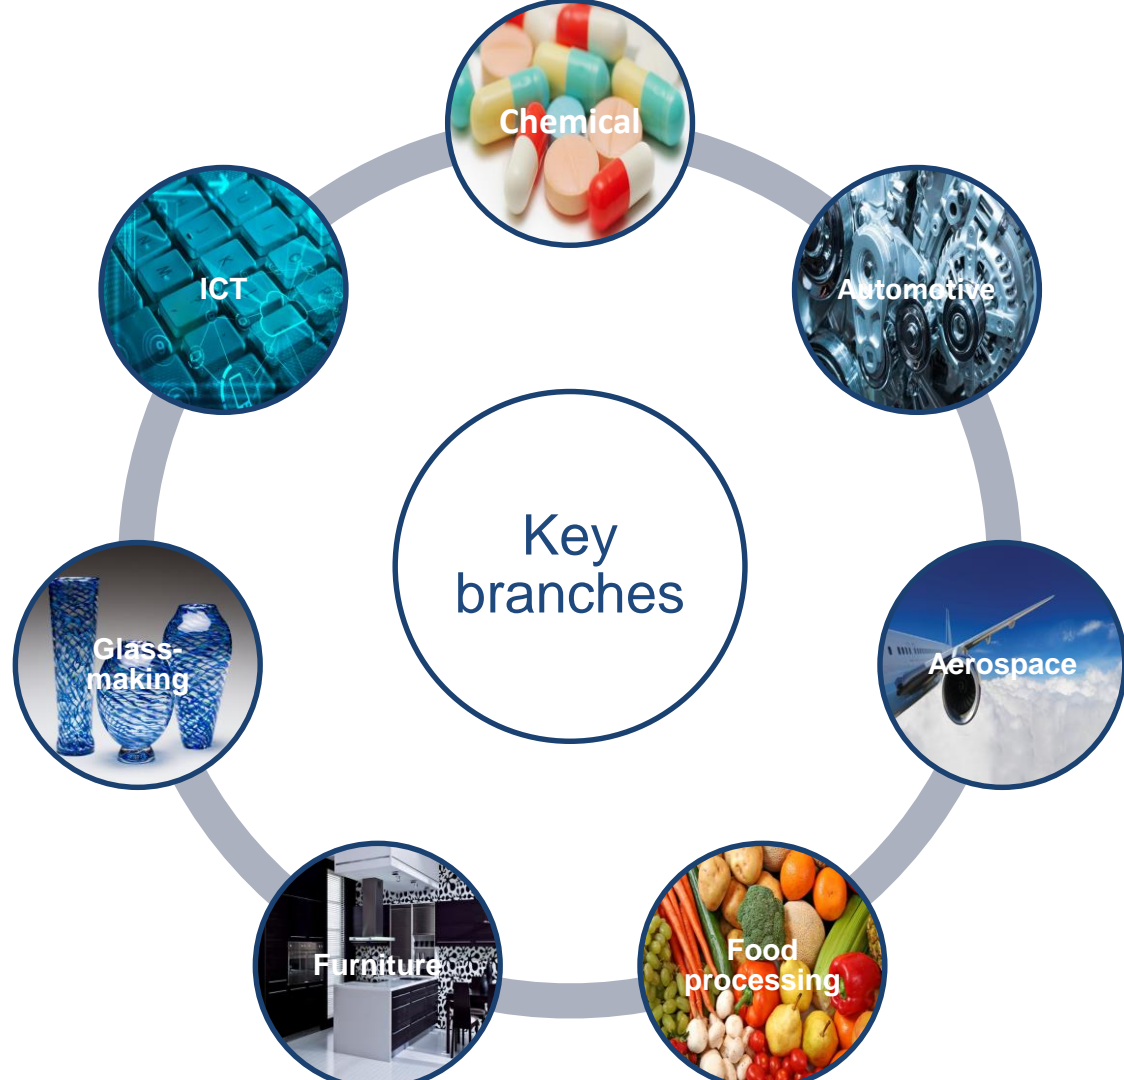 Chemical
Automotive
Aerospace
Food
processing
Furniture
Glass-
making
ICT
Key
branches